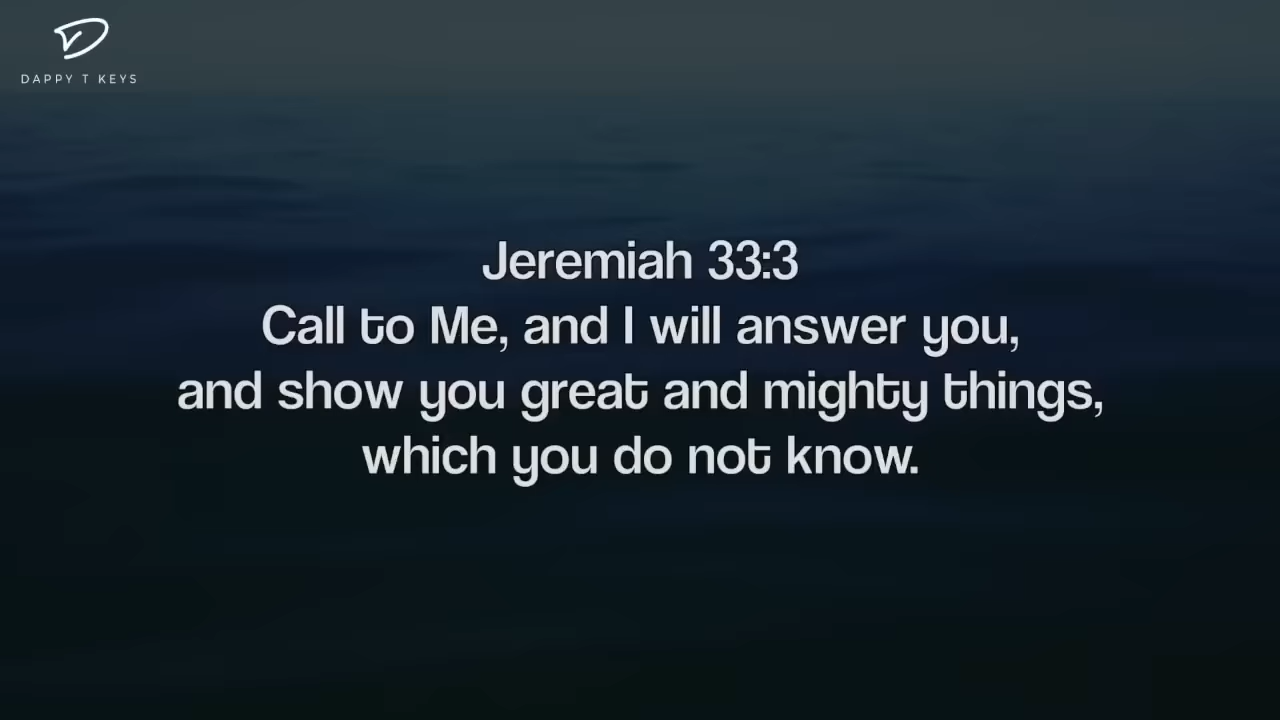 DAPPY T KEYS
Jeremiah 33:3
Call to Me, and I will answer you,
and show you great and mighty things,
which you do not know.